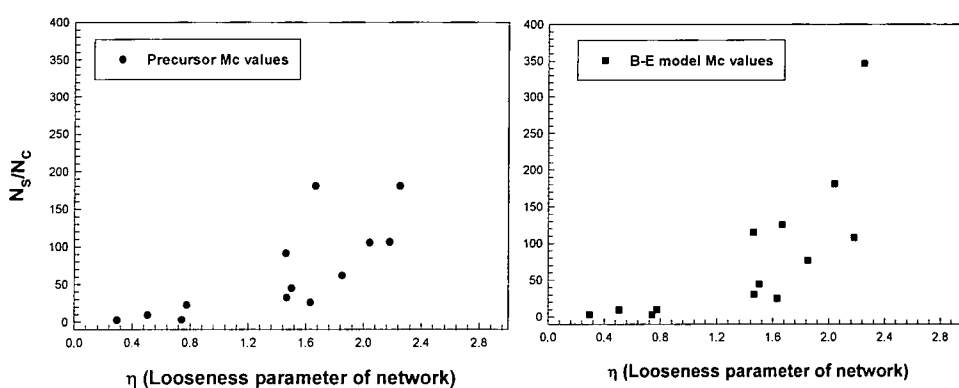 400
350
300
250
200
150
100
50
0
N_S/N_C
Precursor Mc values
0.0 0.4 0.8 1.2 1.6 2.0 2.4 2.8
η (Looseness parameter of network)
400
350
300
250
200
150
100
50
0
B-E model Mc values
0.0 0.4 0.8 1.2 1.6 2.0 2.4 2.8
η (Looseness parameter of network)